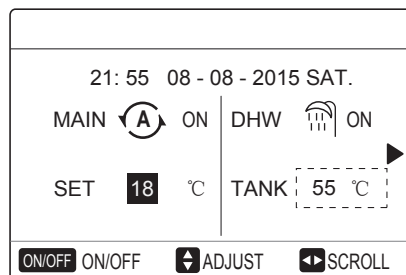 21: 55 08 - 08 - 2015 SAT.
MAIN A ON DHW ON
SET 18 ℃ TANK 55 ℃
ON/OFF ON/OFF ADJUST SCROLL